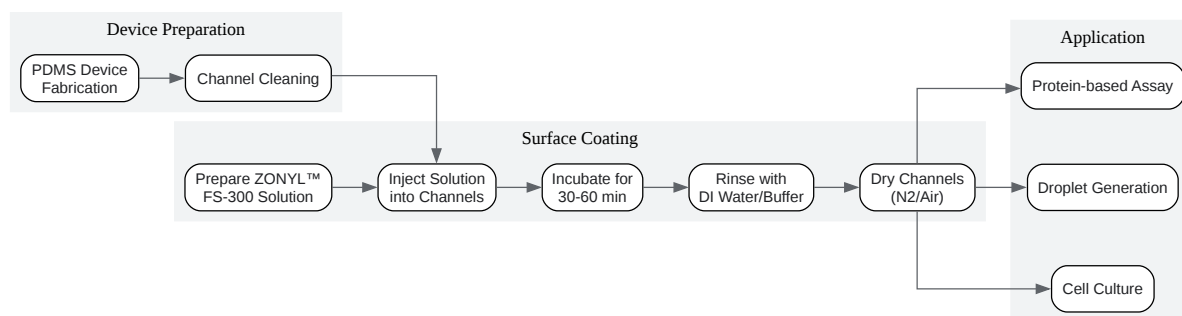 Device Preparation
PDMS Device
Fabrication
Channel Cleaning
Surface Coating
Prepare ZONYL™
FS-300 Solution
Inject Solution
into Channels
Incubate for
30-60 min
Rinse with
DI Water/Buffer
Dry Channels
(N2/Air)
Application
Protein-based Assay
Droplet Generation
Cell Culture